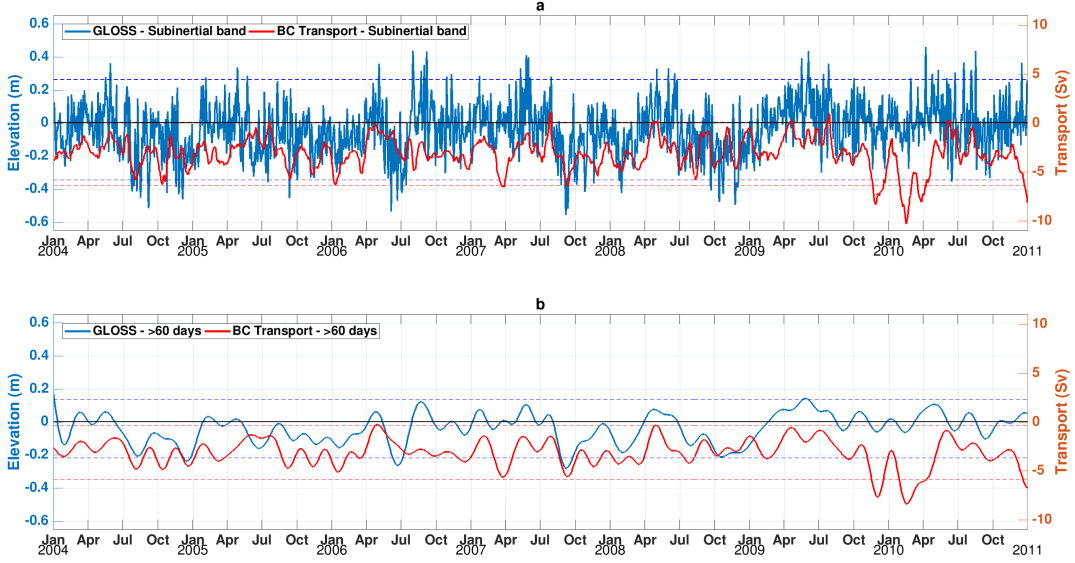 a
GLOSS - Subinertial band BC Transport - Subinertial band
Elevation (m)
0.6
0.4
0.2
0
-0.2
-0.4
-0.6
10
5
0
-5
-10
Transport (Sv)
Jan Apr Jul Oct Jan Apr Jul Oct Jan Apr Jul Oct Jan Apr Jul Oct Jan Apr Jul Oct Jan Apr Jul Oct Jan Apr Jul Oct Jan
2004 2005 2006 2007 2008 2009 2010 2011
b
GLOSS - >60 days BC Transport - >60 days
Elevation (m)
0.6
0.4
0.2
0
-0.2
-0.4
-0.6
10
5
0
-5
-10
Transport (Sv)
Jan Apr Jul Oct Jan Apr Jul Oct Jan Apr Jul Oct Jan Apr Jul Oct Jan Apr Jul Oct Jan Apr Jul Oct Jan Apr Jul Oct Jan
2004 2005 2006 2007 2008 2009 2010 2011